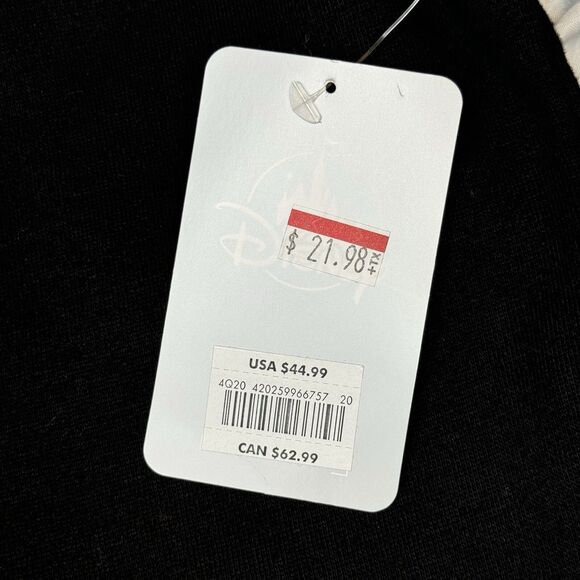 Disney
$ 21.98 +TX
USA $44.99
4Q20 420259966757 20
CAN $62.99